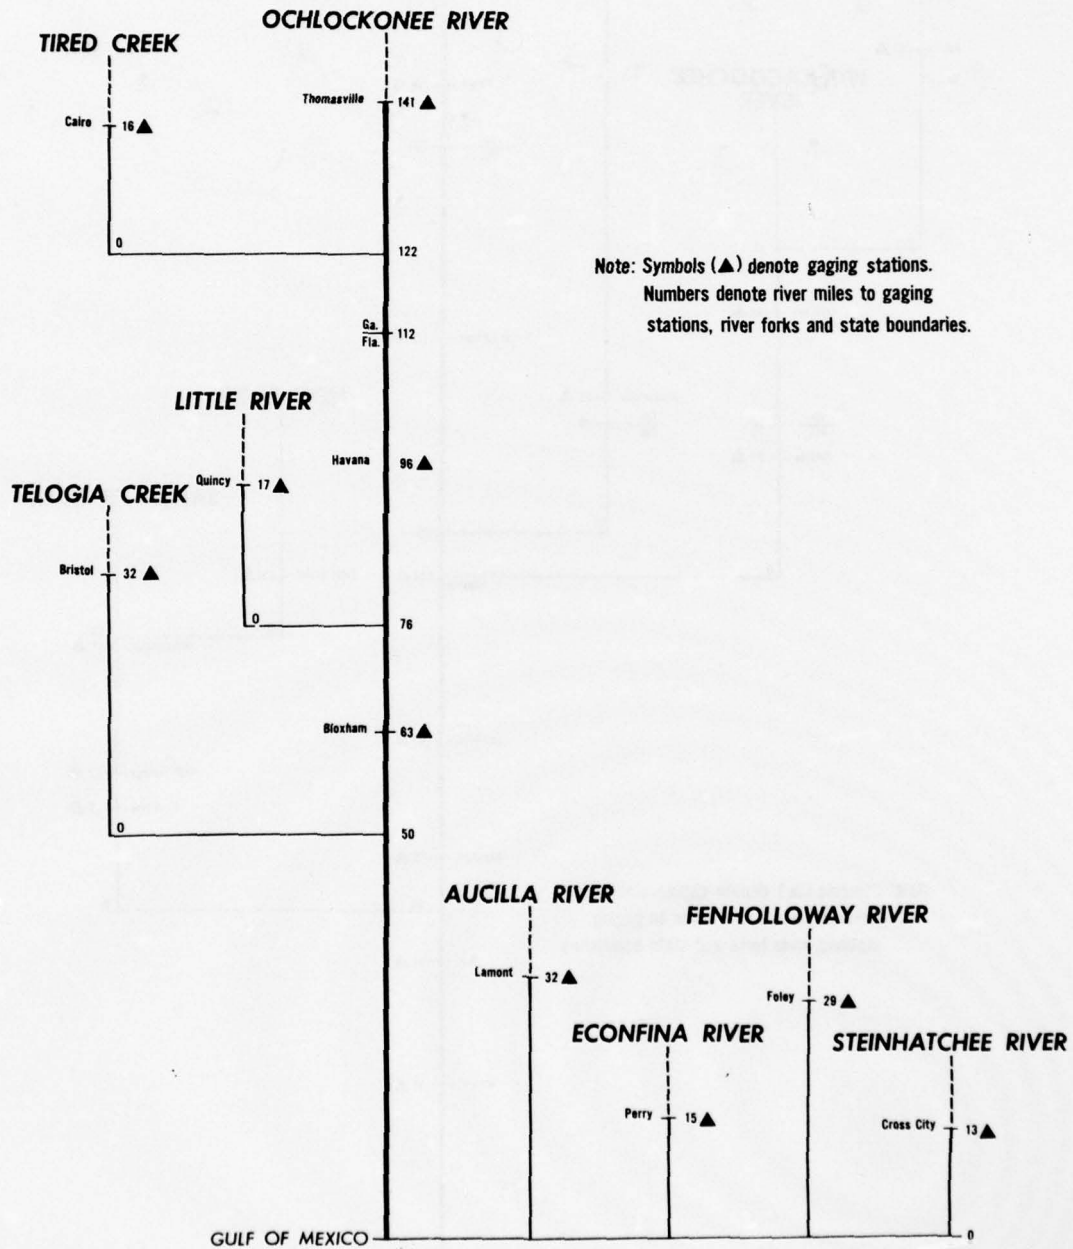 OCHLOCKONEE RIVER
TIRED CREEK
Thomasville 141 ▲
Cairo 16 ▲
0
122
Note: Symbols (▲) denote gaging stations.
Numbers denote river miles to gaging
stations, river forks and state boundaries.
Ga.
Fla.
112
LITTLE RIVER
Havana 96 ▲
Quincy 17 ▲
TELOGIA CREEK
Bristol 32 ▲
0
76
Bloxham 63 ▲
0
50
AUCILLA RIVER
FENHOLLOWAY RIVER
Lamont 32 ▲
Foley 29 ▲
ECONFINA RIVER
STEINHATCHEE RIVER
Perry 15 ▲
Cross City 13 ▲
GULF OF MEXICO
0